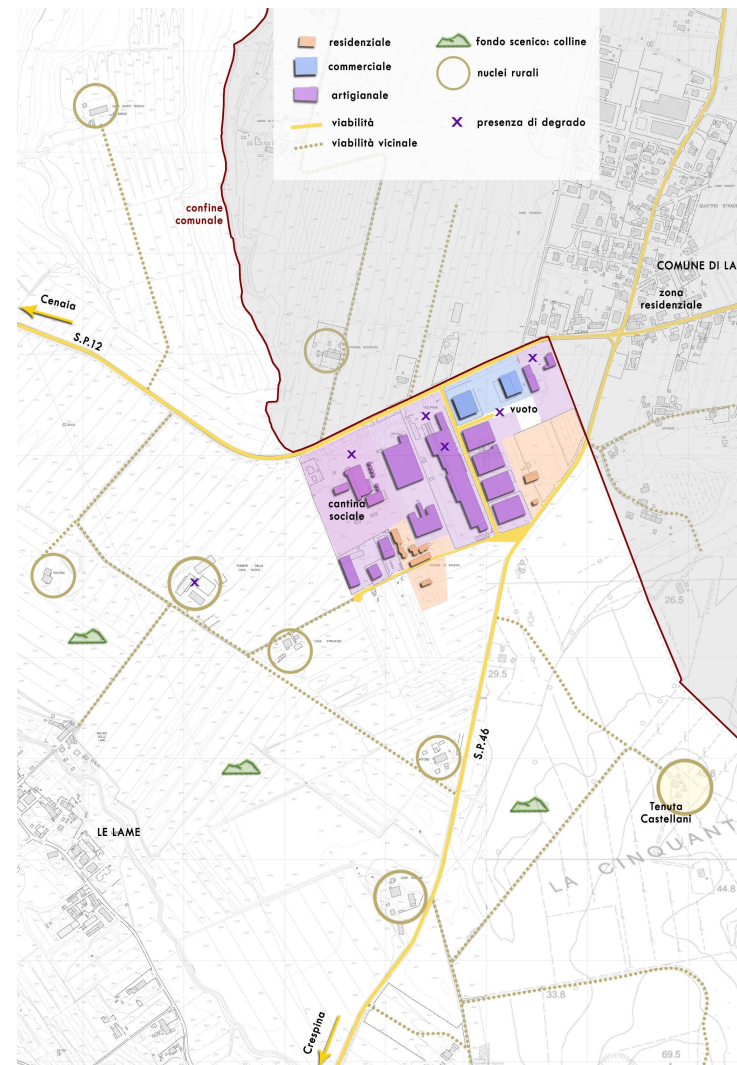 residenziale
commerciale
artigianale
viabilità
viabilità vicinale
fondo scenico: colline
nuclei rurali
presenza di degrado
confine
comunale
QUATTRO STRADE
COMUNE DI LA
zona
residenziale
Cenaia
S.P.12
vuoto
cantina
sociale
26.5
29.5
S.P.46
Tenuta
Castellani
LE LAME
LA CINQUANT
44.8
33.8
Crespina
69.5